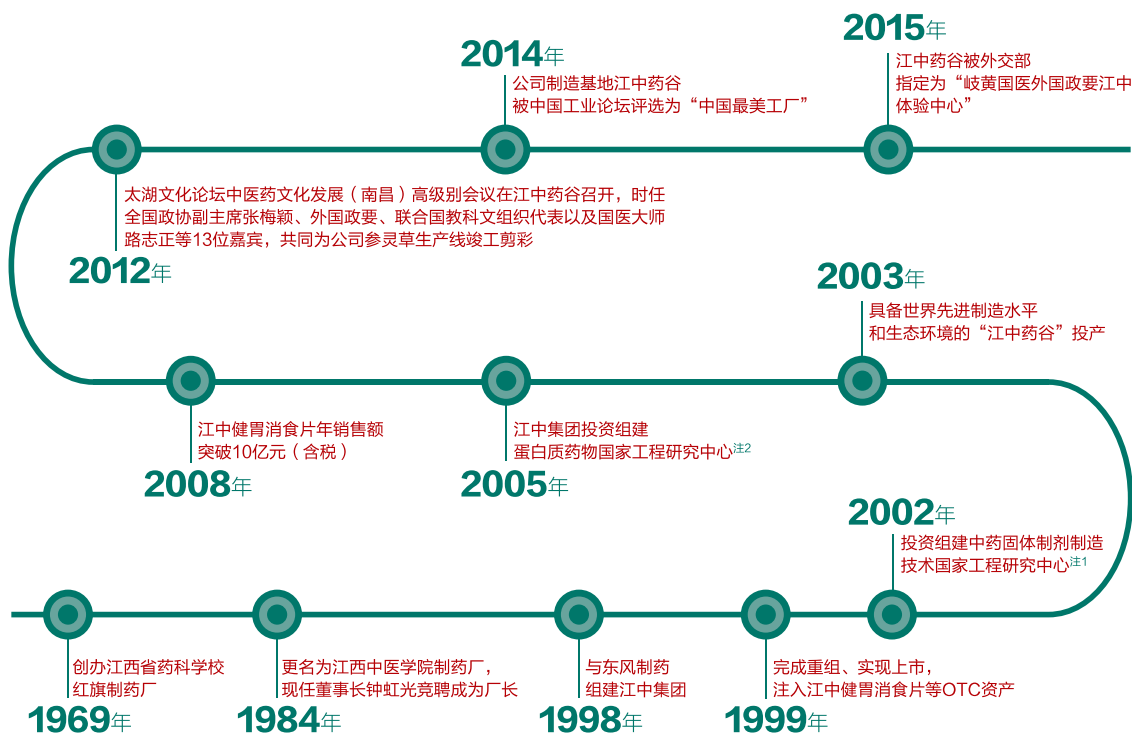 2015年
江中药谷被外交部
指定为“岐黄国医外国政要江中
体验中心”
2014年
公司制造基地江中药谷
被中国工业论坛评选为“中国最美工厂”
太湖文化论坛中医药文化发展（南昌）高级别会议在江中药谷召开，时任
全国政协副主席张梅颖、外国政要、联合国教科文组织代表以及国医大师
路志正等13位嘉宾，共同为公司参灵草生产线竣工剪彩
2012年
2003年
具备世界先进制造水平
和生态环境的“江中药谷”投产
江中健胃消食片年销售额
突破10亿元（含税）
2008年
江中集团投资组建
蛋白质药物国家工程研究中心注2
2005年
2002年
投资组建中药固体制剂制造
技术国家工程研究中心注1
创办江西省药科学校
红旗制药厂
1969年
更名为江西中医学院制药厂，
现任董事长钟虹光竞聘成为厂长
1984年
与东风制药
组建江中集团
1998年
完成重组、实现上市，
注入江中健胃消食片等OTC资产
1999年